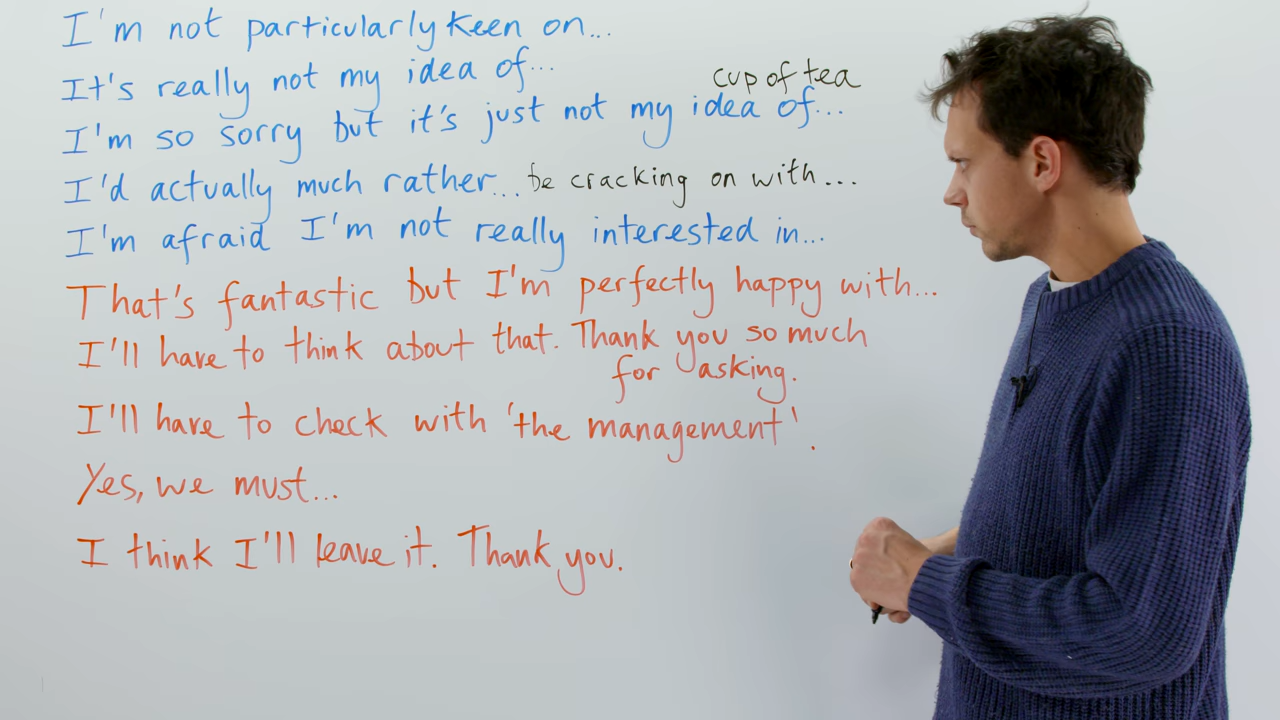 I'm not particularly keen on...
It's really not my idea of...
cup of tea
I'm so sorry but it's just not my idea of...
I'd actually much rather... be cracking on with...
I'm afraid I'm not really interested in...
That's fantastic but I'm perfectly happy with...
I'll have to think about that. Thank you so much
for asking.
I'll have to check with 'the management'.
Yes, we must...
I think I'll leave it. Thank you.